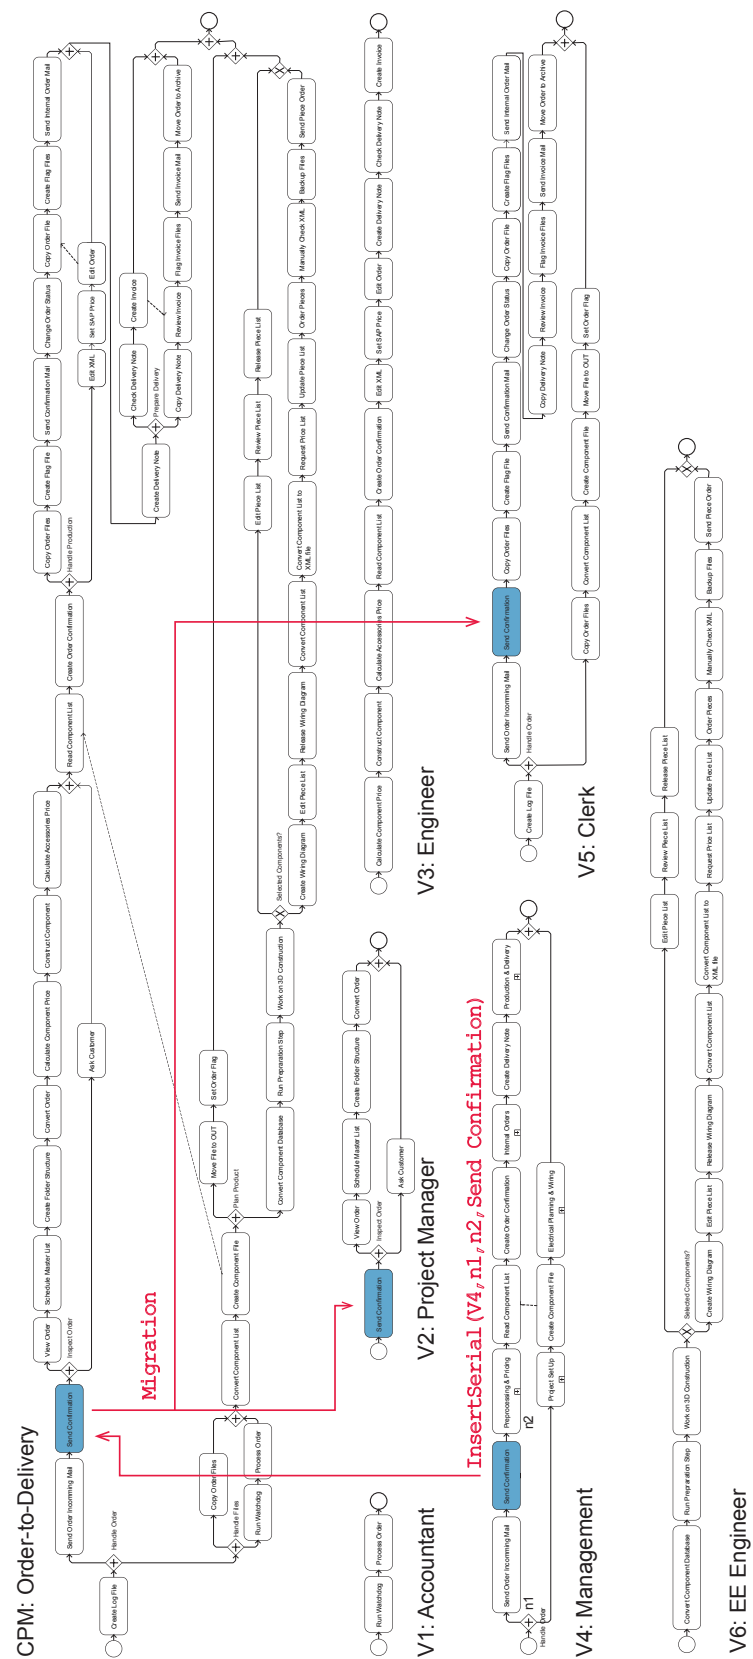 CPM: Order-to-Delivery
Create Log File
Handle Order
Send Order Incomming Mail
Send Confirmation
Inspect Order
View Order
Schedule Master List
Create Folder Structure
Convert Order
Calculate Component Price
Construct Component
Calculate Accessories Price
Ask Customer
Read Component List
Create Order Confirmation
Handle Production
Copy Order Files
Create Flag File
Send Confirmation Mail
Change Order Status
Copy Order File
Create Flag Files
Send Internal Order Mail
Edit XML
Set SAP Price
Edit Order
Create Delivery Note
Prepare Delivery
Check Delivery Note
Create Invoice
Copy Delivery Note
Review Invoice
Flag Invoice Files
Send Invoice Mail
Move Order to Archive
Handle Files
Copy Order Files
Run Watchdog
Process Order
Convert Component List
Create Component File
Plan Product
Move File to OUT
Set Order Flag
Convert Component Database
Run Prepraration Step
Work on 3D Construction
Selected Components?
Edit Piece List
Review Piece List
Release Piece List
Create Wiring Diagram
Edit Piece List
Release Wiring Diagram
Convert Component List
Convert Component List to
XML file
Request Price List
Update Piece List
Order Pieces
Manually Check XML
Backup Files
Send Piece Order
Migration
V1: Accountant
Run Watchdog
Process Order
V2: Project Manager
Send Confirmation
Inspect Order
View Order
Schedule Master List
Create Folder Structure
Convert Order
Ask Customer
V3: Engineer
Calculate Component Price
Construct Component
Calculate Accessories Price
Read Component List
Create Order Confirmation
Edit XML
Set SAP Price
Edit Order
Create Delivery Note
Check Delivery Note
Create Invoice
InsertSerial(V4,n1,n2,Send Confirmation)
V4: Management
Handle Order
n1
Send Order Incomming Mail
Send Confirmation
n2
Preprocessing & Pricing
Read Component List
Create Order Confirmation
Internal Orders
Create Delivery Note
Production & Delivery
Project Set Up
Create Component File
Electrical Planning & Wiring
V5: Clerk
Create Log File
Handle Order
Send Order Incomming Mail
Send Confirmation
Copy Order Files
Create Flag File
Send Confirmation Mail
Change Order Status
Copy Order File
Create Flag Files
Send Internal Order Mail
Copy Delivery Note
Review Invoice
Flag Invoice Files
Send Invoice Mail
Move Order to Archive
Copy Order Files
Convert Component List
Create Component File
Move File to OUT
Set Order Flag
V6: EE Engineer
Convert Component Database
Run Prepraration Step
Work on 3D Construction
Selected Components?
Edit Piece List
Review Piece List
Release Piece List
Create Wiring Diagram
Edit Piece List
Release Wiring Diagram
Convert Component List
Convert Component List to
XML file
Request Price List
Update Piece List
Order Pieces
Manually Check XML
Backup Files
Send Piece Order